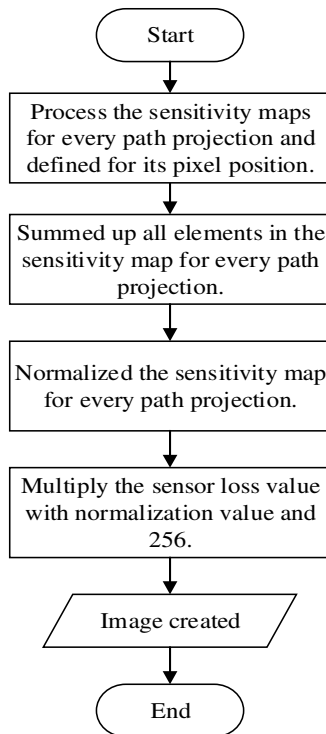 Start
Process the sensitivity maps
for every path projection and
defined for its pixel position.
Summed up all elements in the
sensitivity map for every path
projection.
Normalized the sensitivity map
for every path projection.
Multiply the sensor loss value
with normalization value and
256.
Image created
End